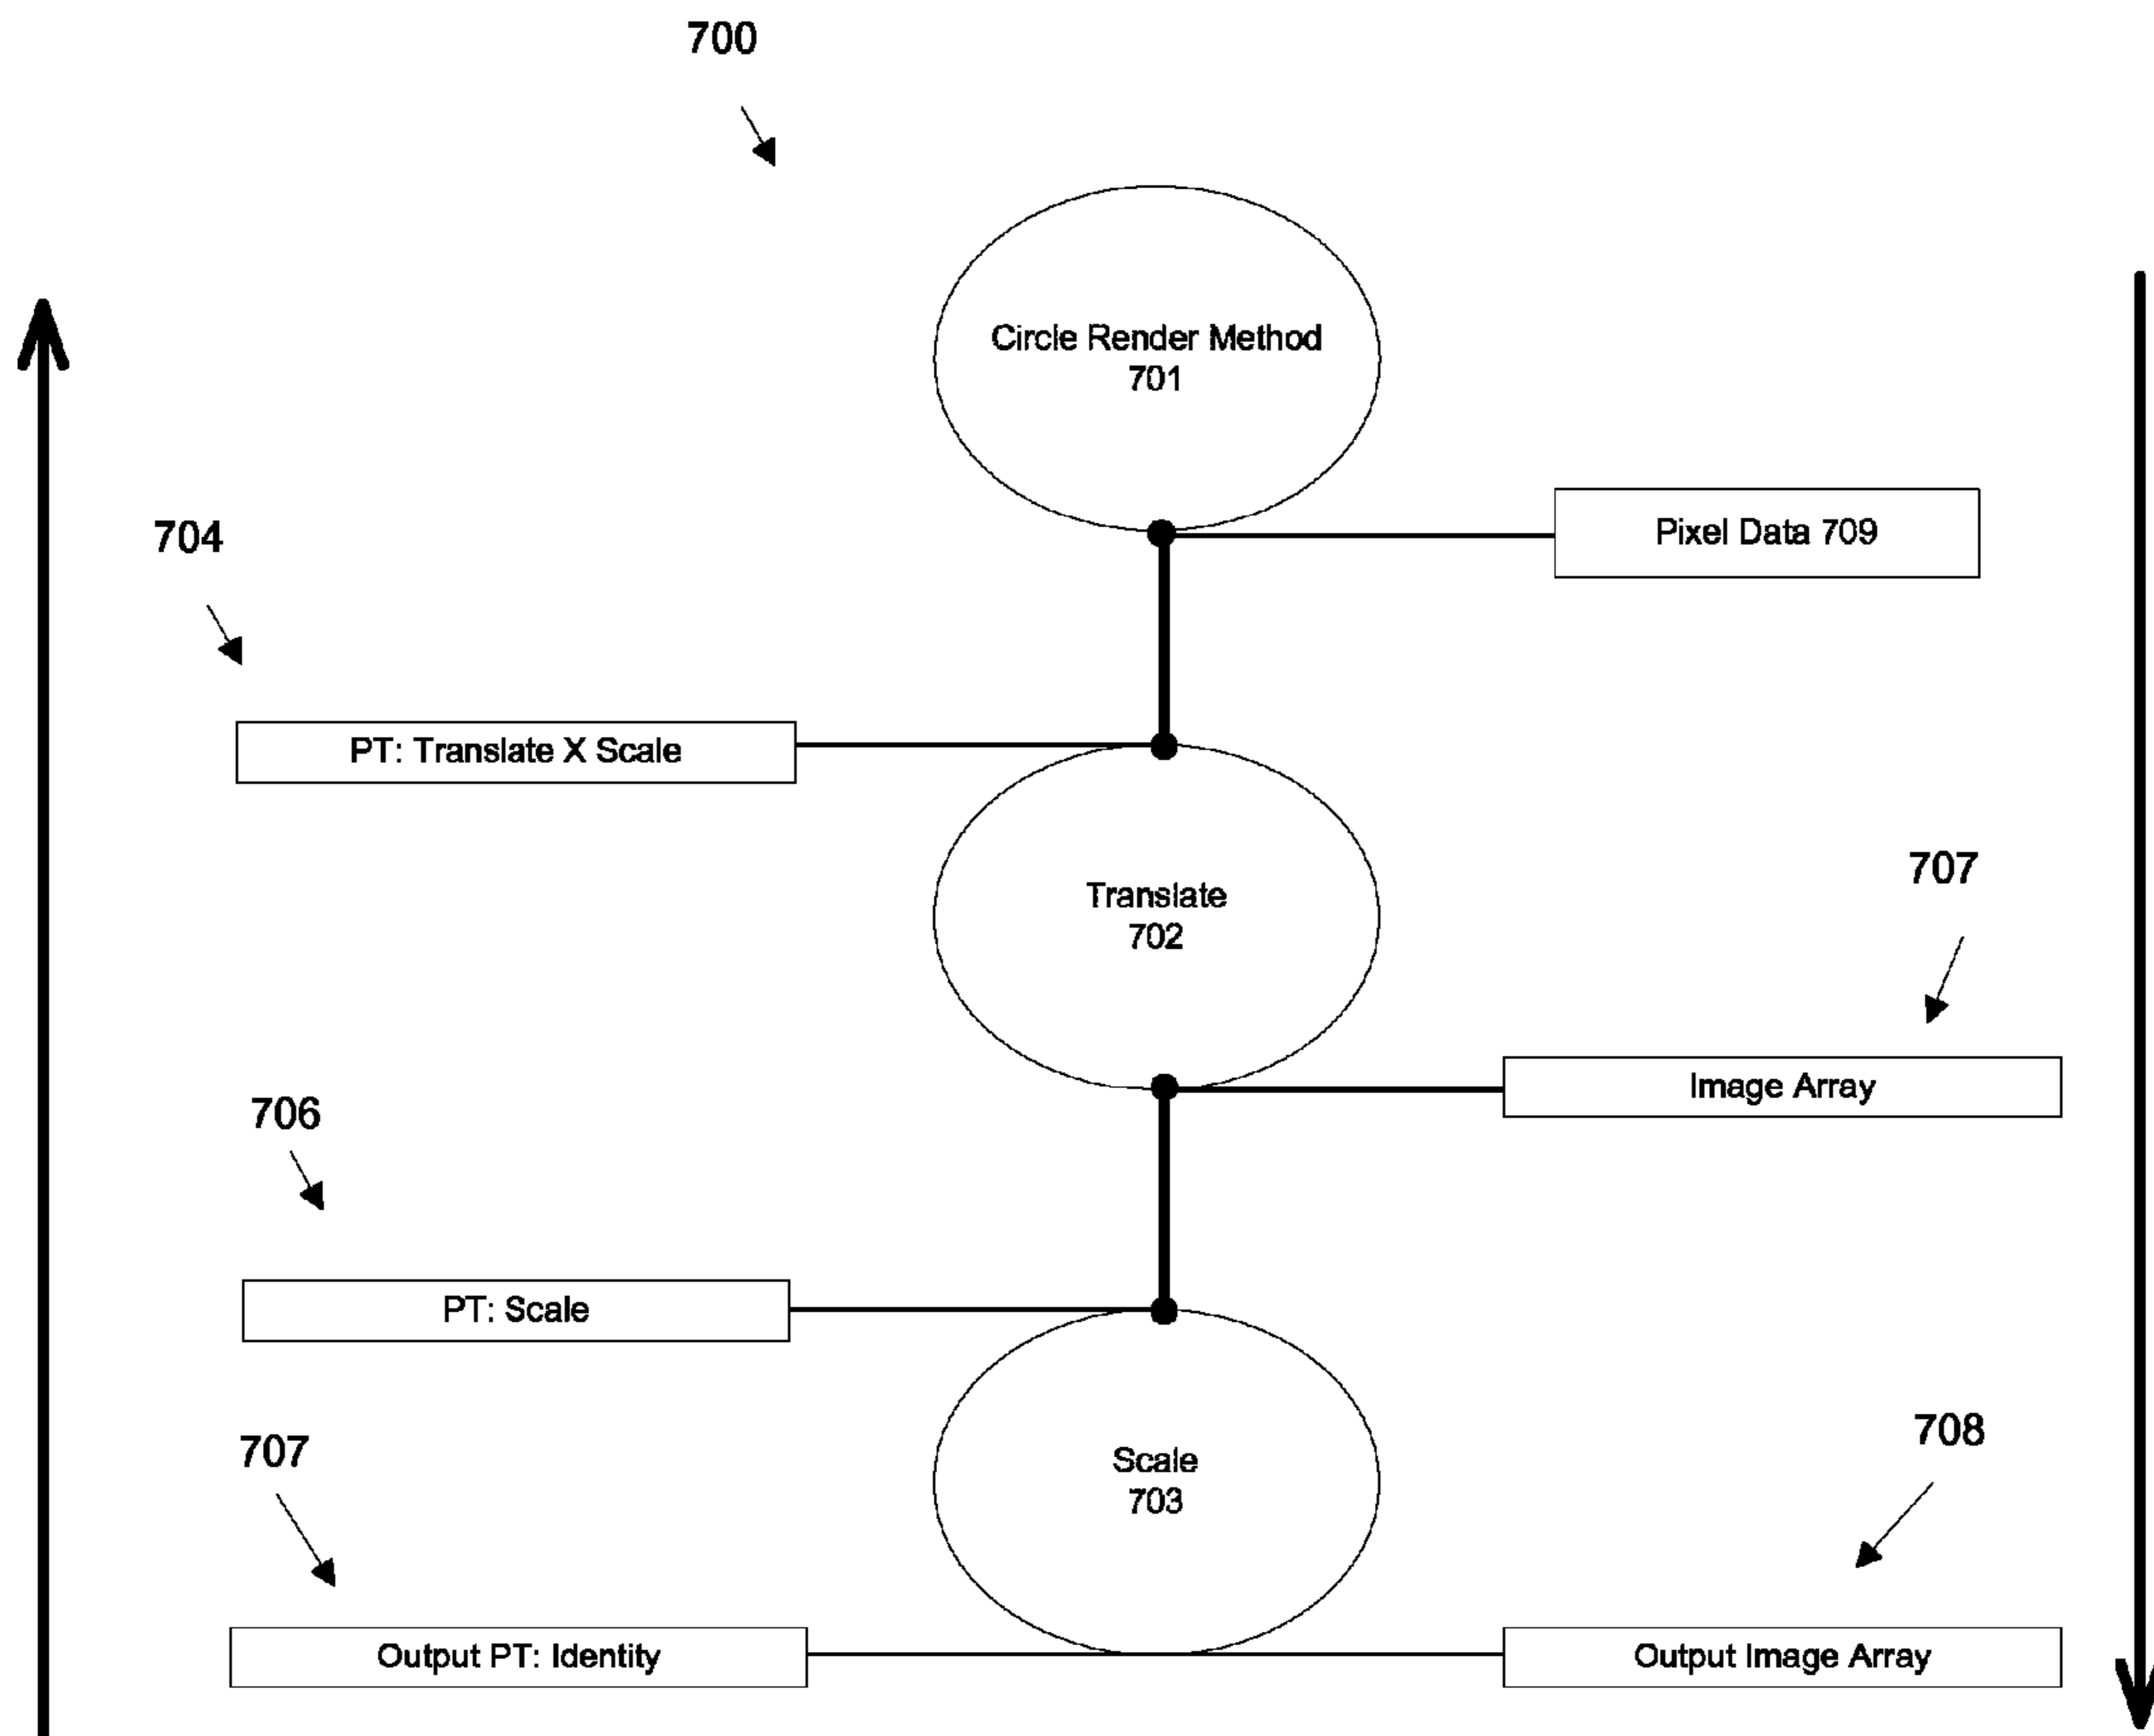 700
Circle Render Method
701
Pixel Data 709
704
PT: Translate X Scale
Translate
702
707
Image Array
706
PT: Scale
Scale
703
707
708
Output PT: Identity
Output Image Array